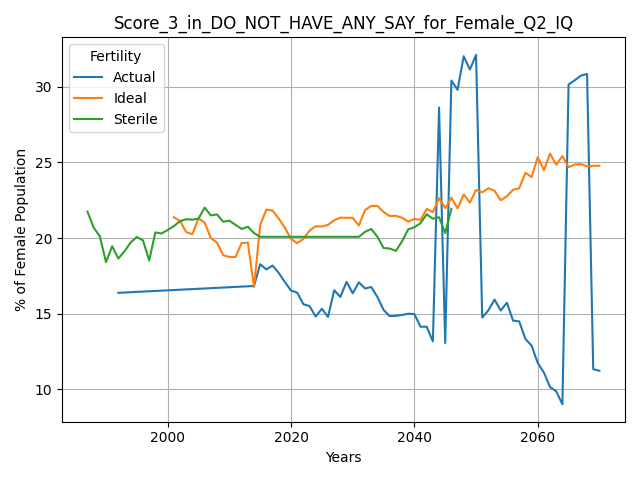 Score_3_in_DO_NOT_HAVE_ANY_SAY_for_Female_Q2_IQ
Fertility
Actual
Ideal
Sterile
% of Female Population
30
25
20
15
10
2000
2020
2040
2060
Years